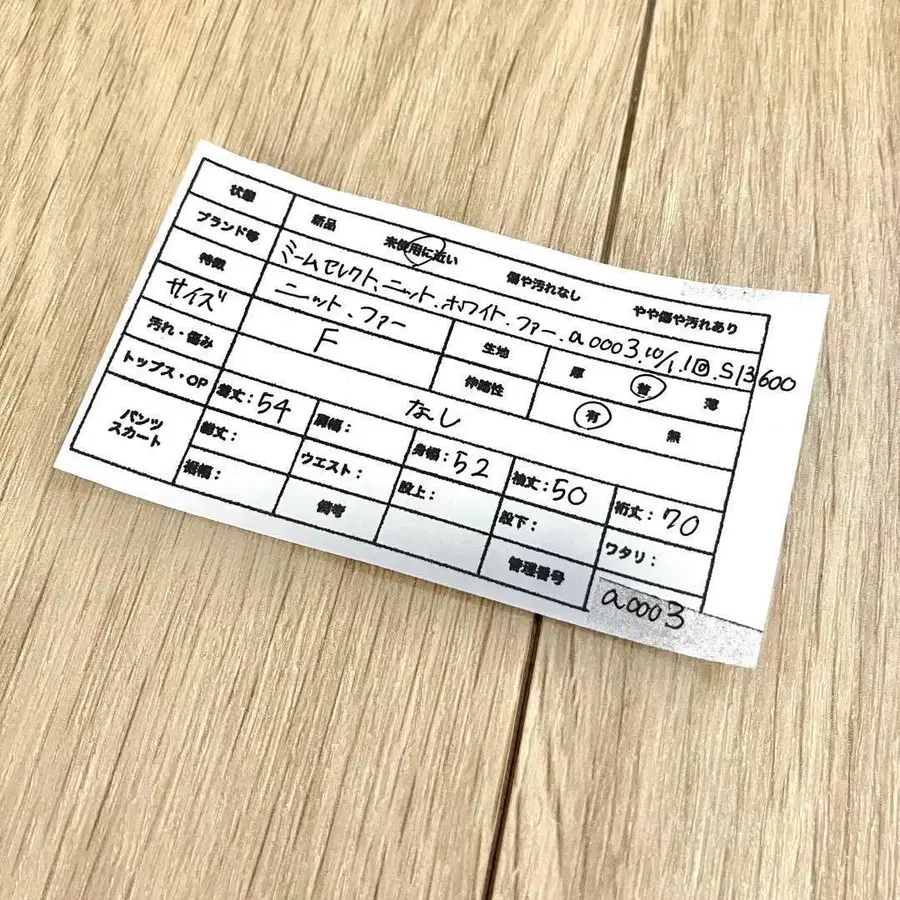 状態 新品 未使用に近い 傷や汚れなし やや傷や汚れあり
ブランド等 ミームセレクト、ニット.ホワイト.ファー.a0003.10/1.1回.S13600
特徴 ニット、ファー 生地 厚 普 薄
サイズ F 伸縮性 有 無
汚れ・傷み なし
トップス・OP 着丈:54 肩幅: 身幅:52 袖丈:50 裄丈:70
パンツ スカート 総丈: ウエスト: 股上: 股下: ワタリ:
裾幅: 備考 管理番号 a0003